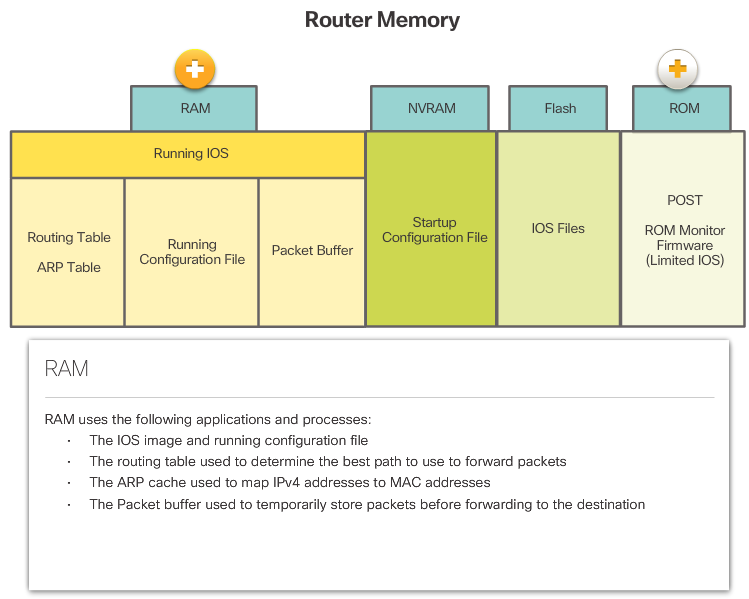 Router Memory
RAM
NVRAM
Flash
ROM
Running IOS
Routing Table
ARP Table
Running
Configuration File
Packet Buffer
Startup
Configuration File
IOS Files
POST
ROM Monitor
Firmware
(Limited IOS)
RAM
RAM uses the following applications and processes:
· The IOS image and running configuration file
· The routing table used to determine the best path to use to forward packets
· The ARP cache used to map IPv4 addresses to MAC addresses
· The Packet buffer used to temporarily store packets before forwarding to the destination